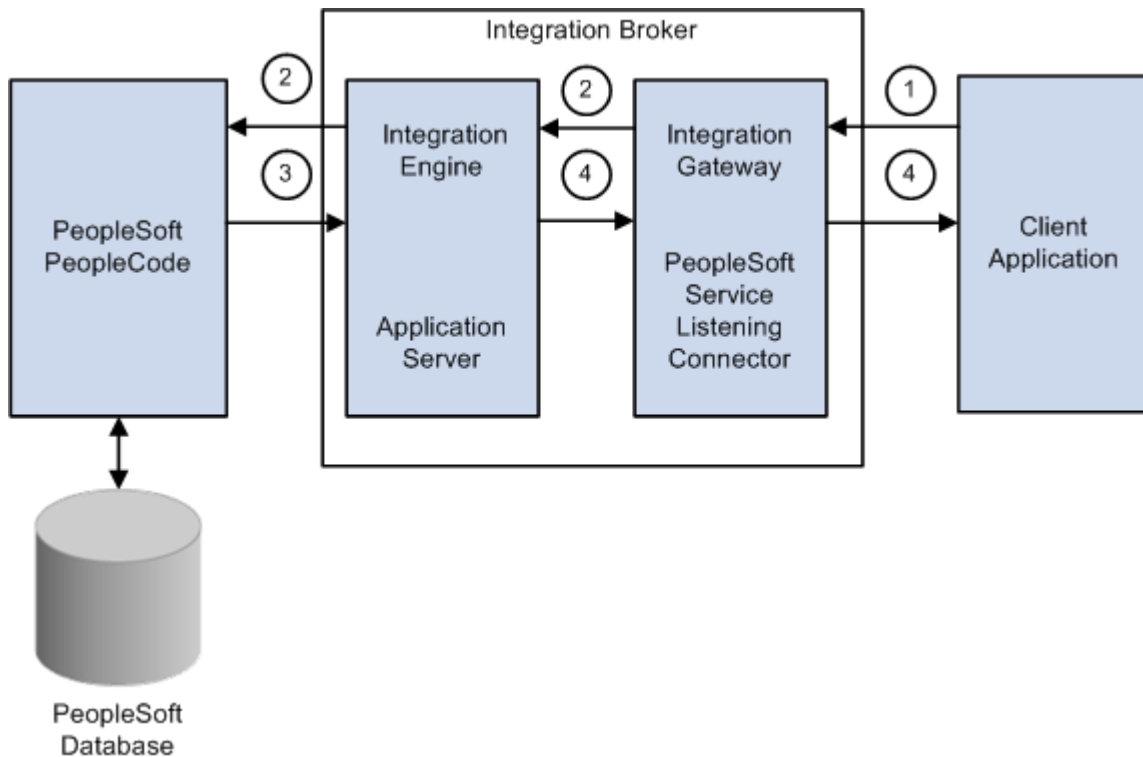 Integration Broker
2
2
1
3
4
4
PeopleSoft
PeopleCode
Integration
Engine
Application
Server
Integration
Gateway
PeopleSoft
Service
Listening
Connector
Client
Application
PeopleSoft
Database